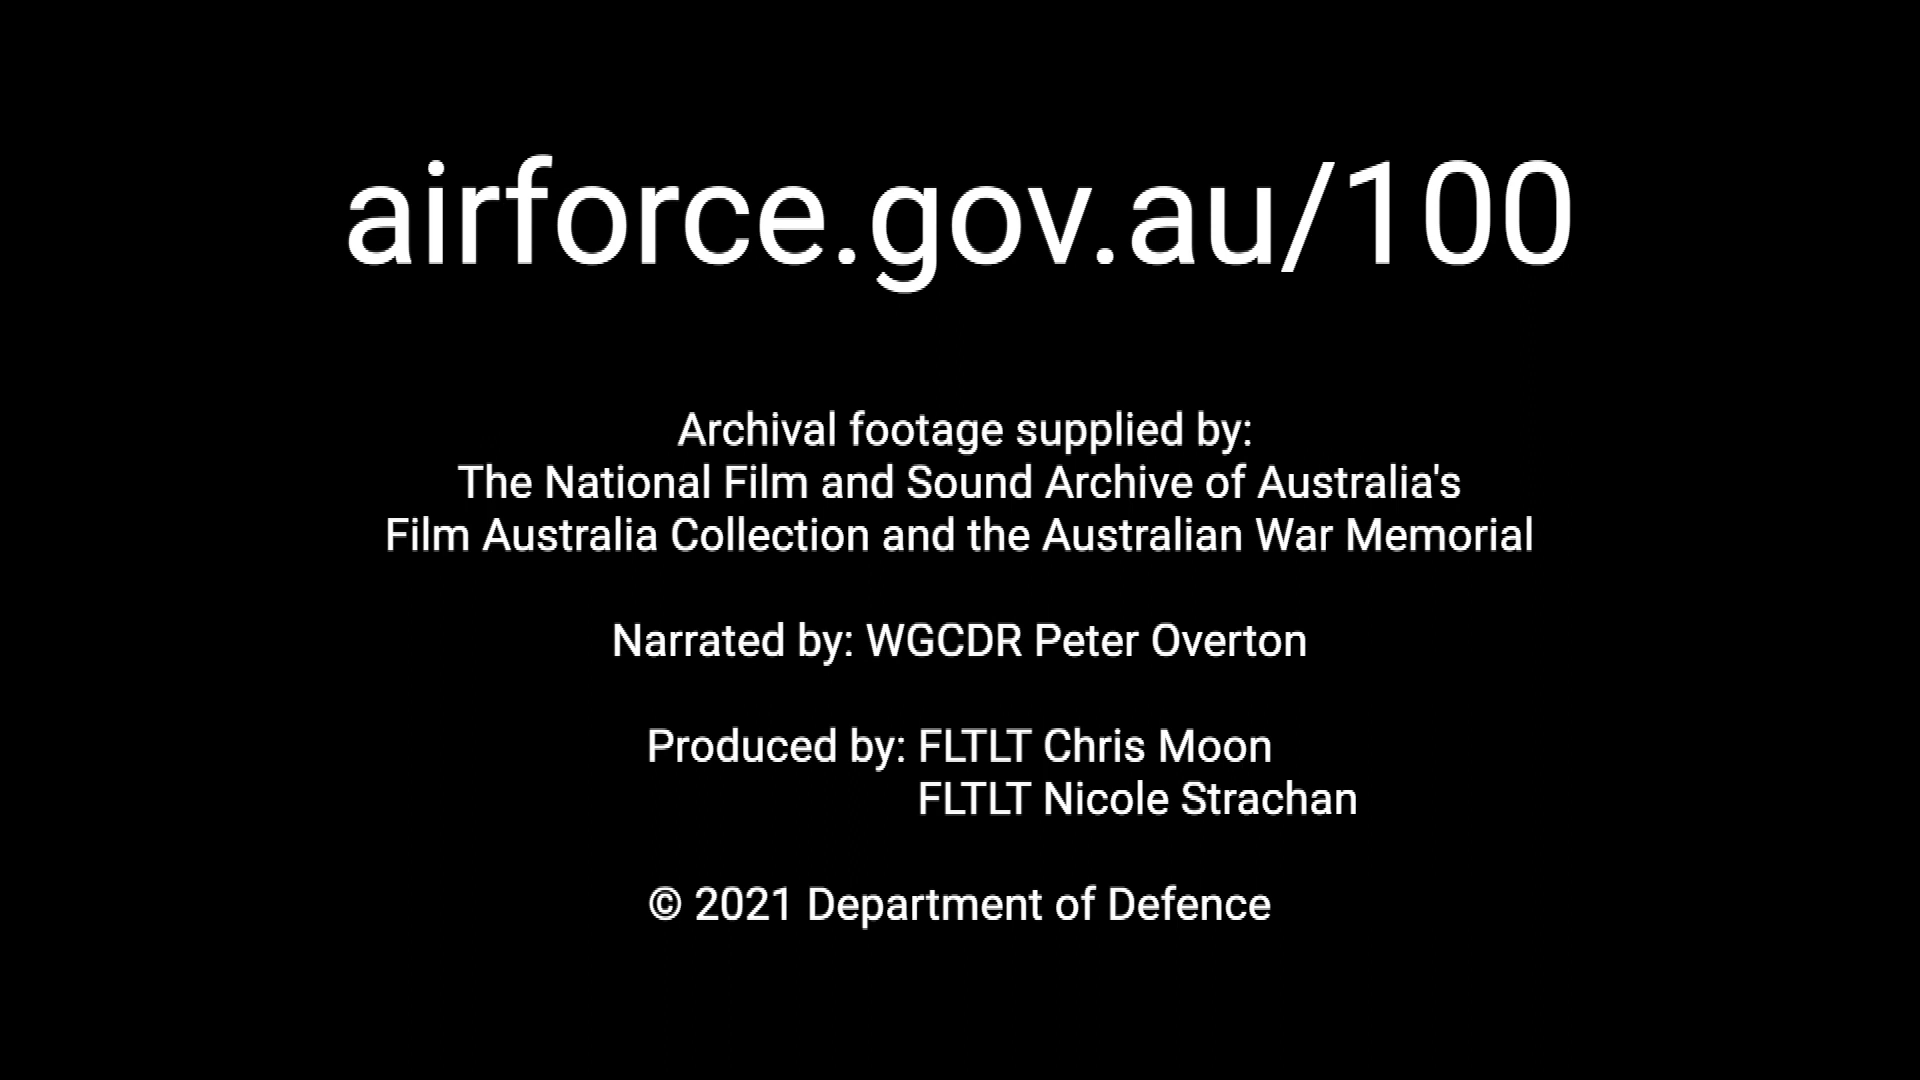 airforce.gov.au/100
Archival footage supplied by:
The National Film and Sound Archive of Australia's
Film Australia Collection and the Australian War Memorial
Narrated by: WGCDR Peter Overton
Produced by: FLTLT Chris Moon
FLTLT Nicole Strachan
© 2021 Department of Defence